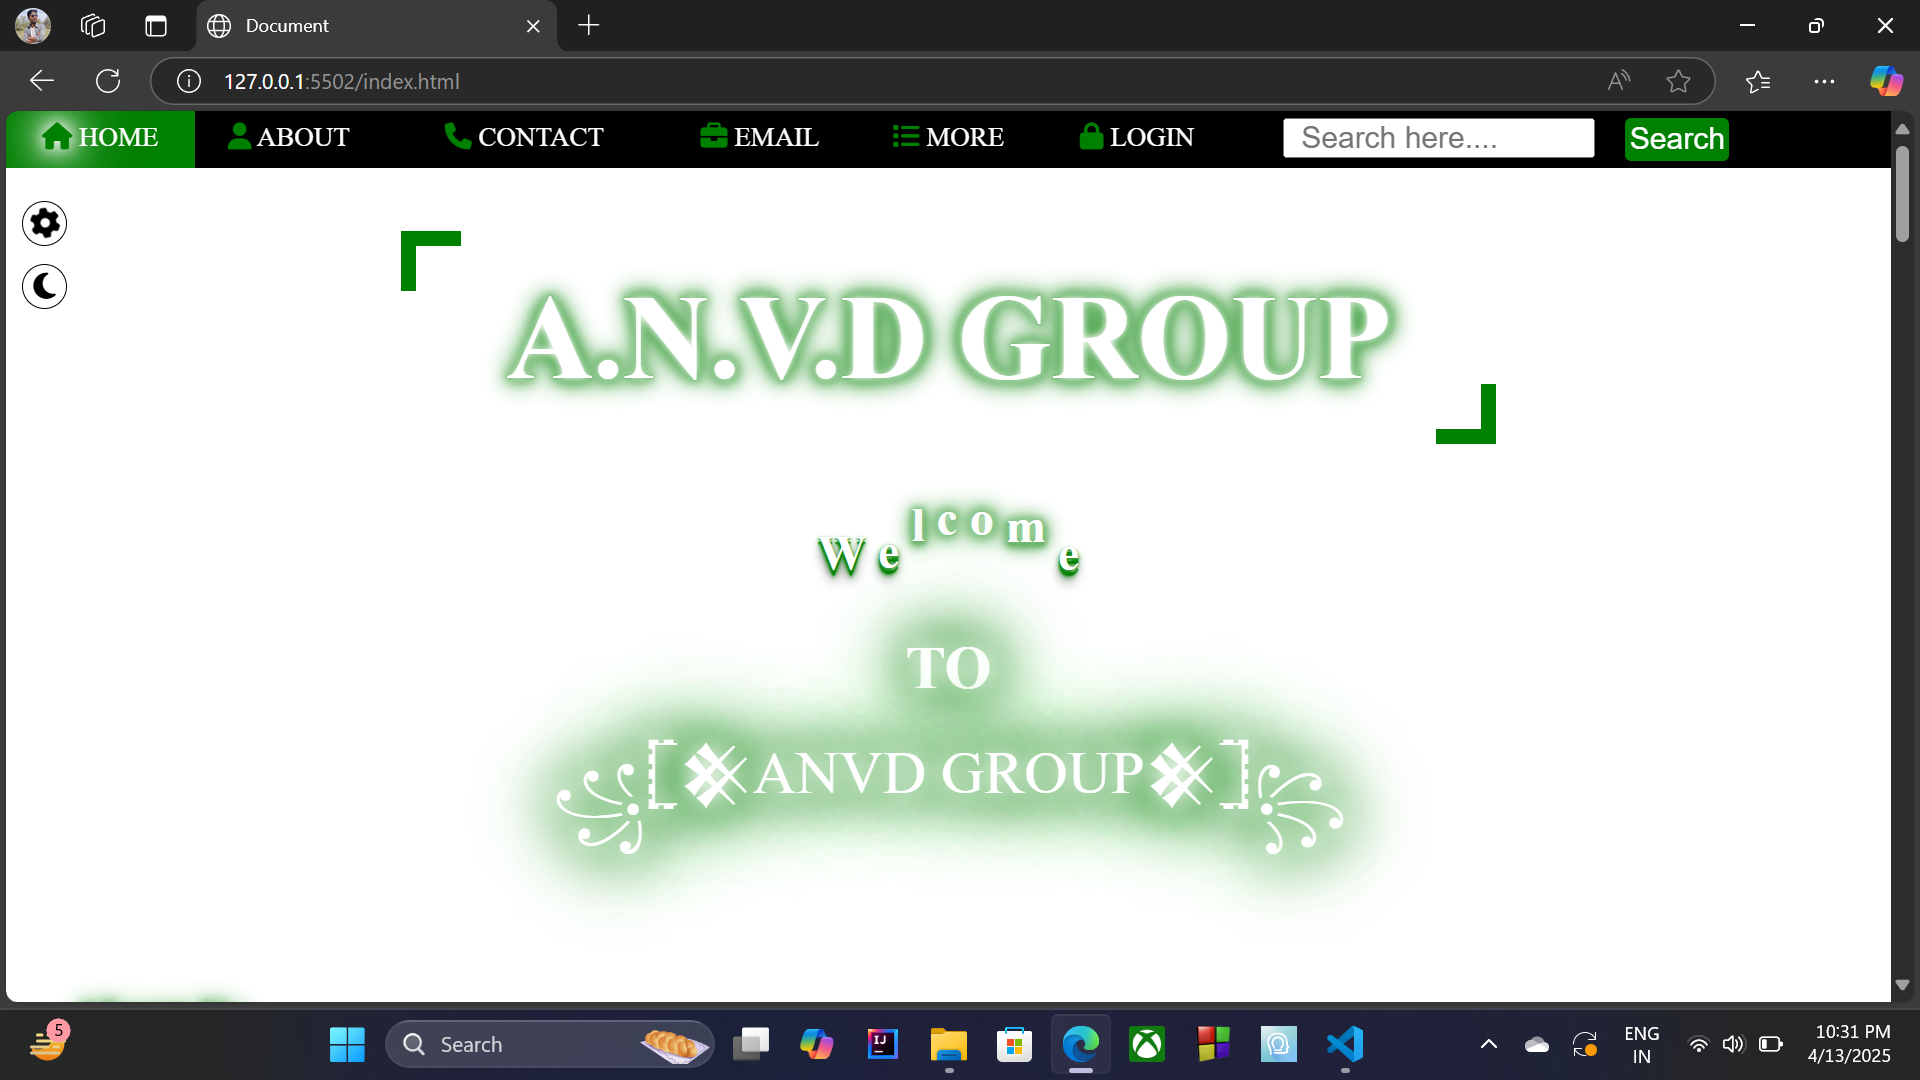 Document
127.0.0.1:5502/index.html
HOME ABOUT CONTACT EMAIL MORE LOGIN Search here.... Search
A.N.V.D GROUP
Welcome
TO
꧁༺ANVD GROUP༻꧂
5 Search ENG 10:31 PM
IN 4/13/2025